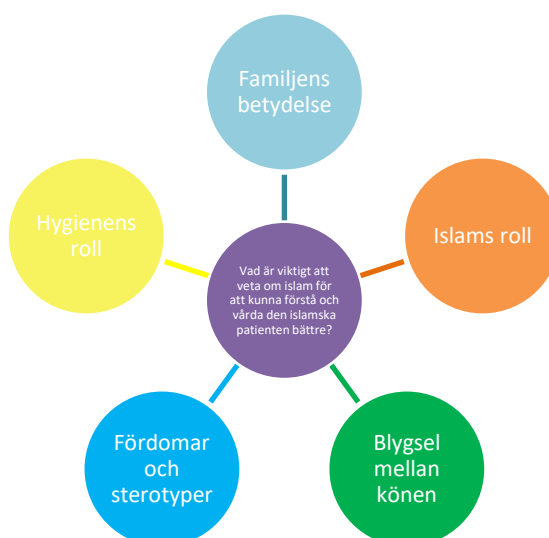 Familjens
betydelse
Hygienens
roll
Islams roll
Vad är viktigt att
veta om islam för
att kunna förstå och
vårda den islamska
patienten bättre?
Fördomar
och
sterotyper
Blygsel
mellan
könen